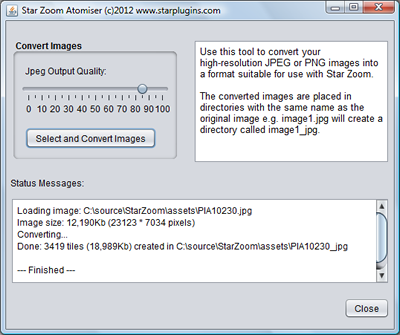 Star Zoom Atomiser (c)2012 www.starplugins.com
Convert Images
Jpeg Output Quality:
0 10 20 30 40 50 60 70 80 90 100
Select and Convert Images
Use this tool to convert your
high-resolution JPEG or PNG images into
a format suitable for use with Star Zoom.
The converted images are placed in
directories with the same name as the
original image e.g. image1.jpg will create a
directory called image1_jpg.
Status Messages:
Loading image: C:\source\StarZoom\assets\PIA10230.jpg
Image size: 12,190Kb (23123 * 7034 pixels)
Converting...
Done: 3419 tiles (18,989Kb) created in C:\source\StarZoom\assets\PIA10230_jpg
--- Finished ---
Close